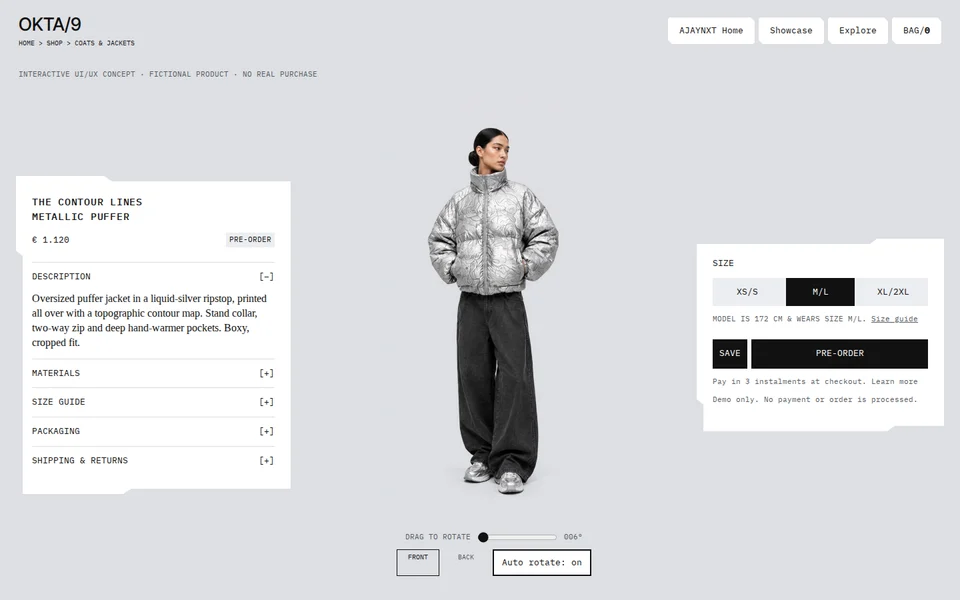 OKTA/9
HOME > SHOP > COATS & JACKETS
AJAYNXT Home
Showcase
Explore
BAG/0
INTERACTIVE UI/UX CONCEPT · FICTIONAL PRODUCT · NO REAL PURCHASE
THE CONTOUR LINES
METALLIC PUFFER
€ 1.120
PRE-ORDER
DESCRIPTION [−]
Oversized puffer jacket in a liquid-silver ripstop, printed
all over with a topographic contour map. Stand collar,
two-way zip and deep hand-warmer pockets. Boxy,
cropped fit.
MATERIALS [+]
SIZE GUIDE [+]
PACKAGING [+]
SHIPPING & RETURNS [+]
SIZE
XS/S
M/L
XL/2XL
MODEL IS 172 CM & WEARS SIZE M/L. Size guide
SAVE
PRE-ORDER
Pay in 3 instalments at checkout. Learn more
Demo only. No payment or order is processed.
DRAG TO ROTATE
006°
FRONT
BACK
Auto rotate: on